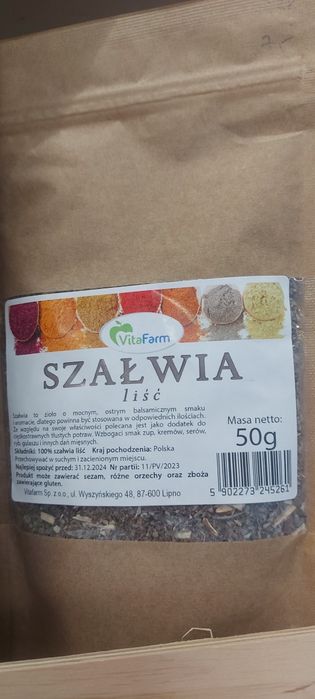 VitaFarm
SZAŁWIA
liść
Szałwia to zioło o mocnym, ostrym balsamicznym smaku
i aromacie, dlatego powinna być stosowana w odpowiednich ilościach.
Ze względu na swoje właściwości polecana jest jako dodatek do
ciężkostrawnych tłustych potraw. Wzbogaci smak zup, kremów, serów,
ryb, gulaszu i innych dań mięsnych.
Składniki: 100% szałwia liść Kraj pochodzenia: Polska
Przechowywać w suchym i zacienionym miejscu.
Najlepiej spożyć przed: 31.12.2024 Nr partii: 11/PV/2023
Produkt może zawierać sezam, różne orzechy oraz zboża
zawierające gluten.
Vitafarm Sp. z o.o., ul. Wyszyńskiego 48, 87-600 Lipno
Masa netto:
50g
5 902273 245261